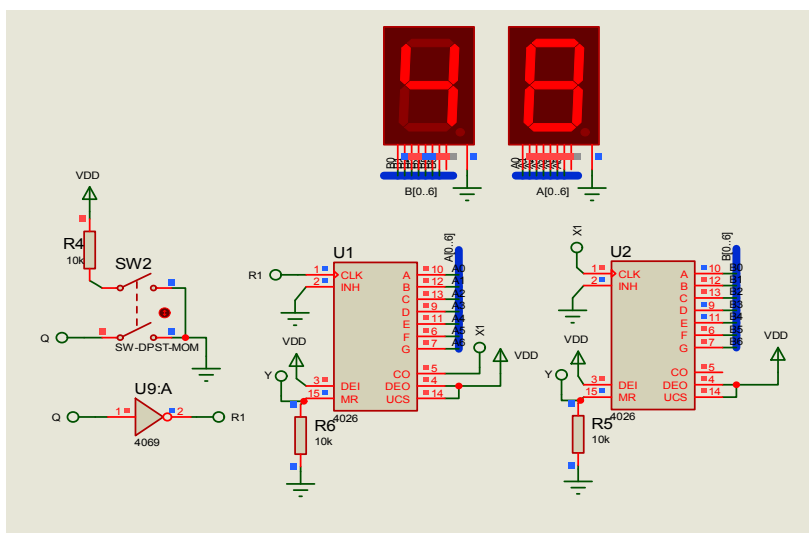 4 8
B0
A0
B[0..6]
A[0..6]
VDD
R4
10k
SW2
Q
SW-DPST-MOM
U9:A
Q
1
2
R1
4069
U1
R1
1
CLK
2
INH
VDD
Y
3
DEI
15
MR
R6
10k
4026
A
10
A0
B
12
A1
C
13
A2
D
9
A3
E
11
A4
F
6
A5
G
7
A6
A[0..6]
CO
5
DEO
4
UCS
14
X1
VDD
U2
X1
1
CLK
2
INH
VDD
Y
3
DEI
15
MR
R5
10k
4026
A
10
B0
B
12
B1
C
13
B2
D
9
B3
E
11
B4
F
6
B5
G
7
B6
B[0..6]
CO
5
DEO
4
UCS
14
VDD